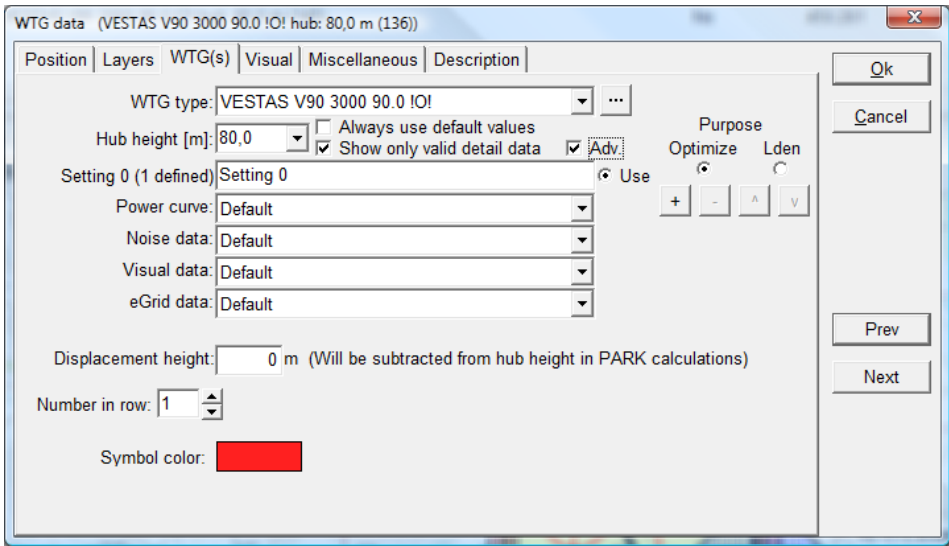 WTG data (VESTAS V90 3000 90.0 !O! hub: 80,0 m (136))
Position Layers WTG(s) Visual Miscellaneous Description
Ok
Cancel
WTG type: VESTAS V90 3000 90.0 !O! ...
Hub height [m]: 80,0
Always use default values
Show only valid detail data
Adv.
Purpose
Optimize Lden
Setting 0 (1 defined) Setting 0 Use
+ - ^ v
Power curve: Default
Noise data: Default
Visual data: Default
eGrid data: Default
Prev
Next
Displacement height: 0 m (Will be subtracted from hub height in PARK calculations)
Number in row: 1
Symbol color: